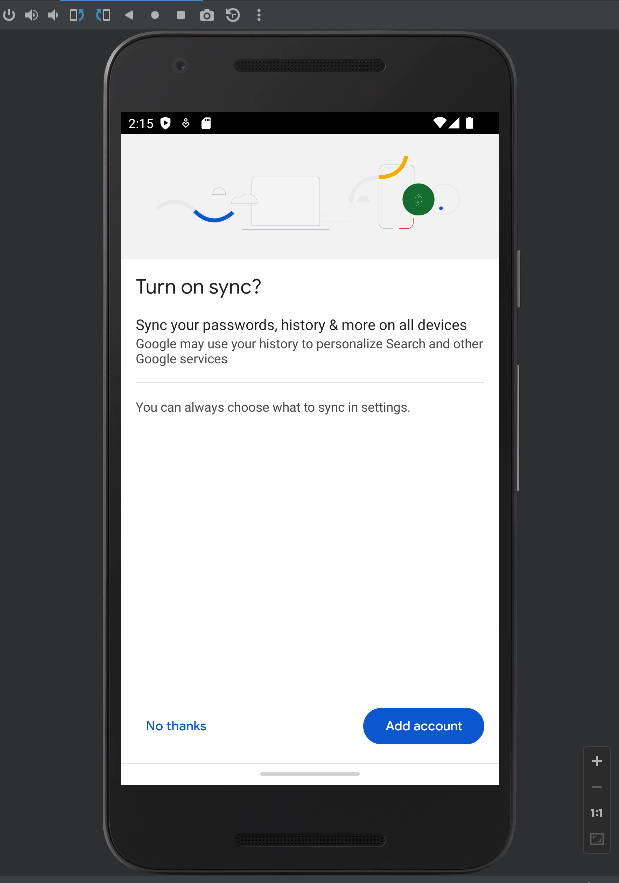 2:15
Turn on sync?
Sync your passwords, history & more on all devices
Google may use your history to personalize Search and other
Google services
You can always choose what to sync in settings.
No thanks
Add account
1:1